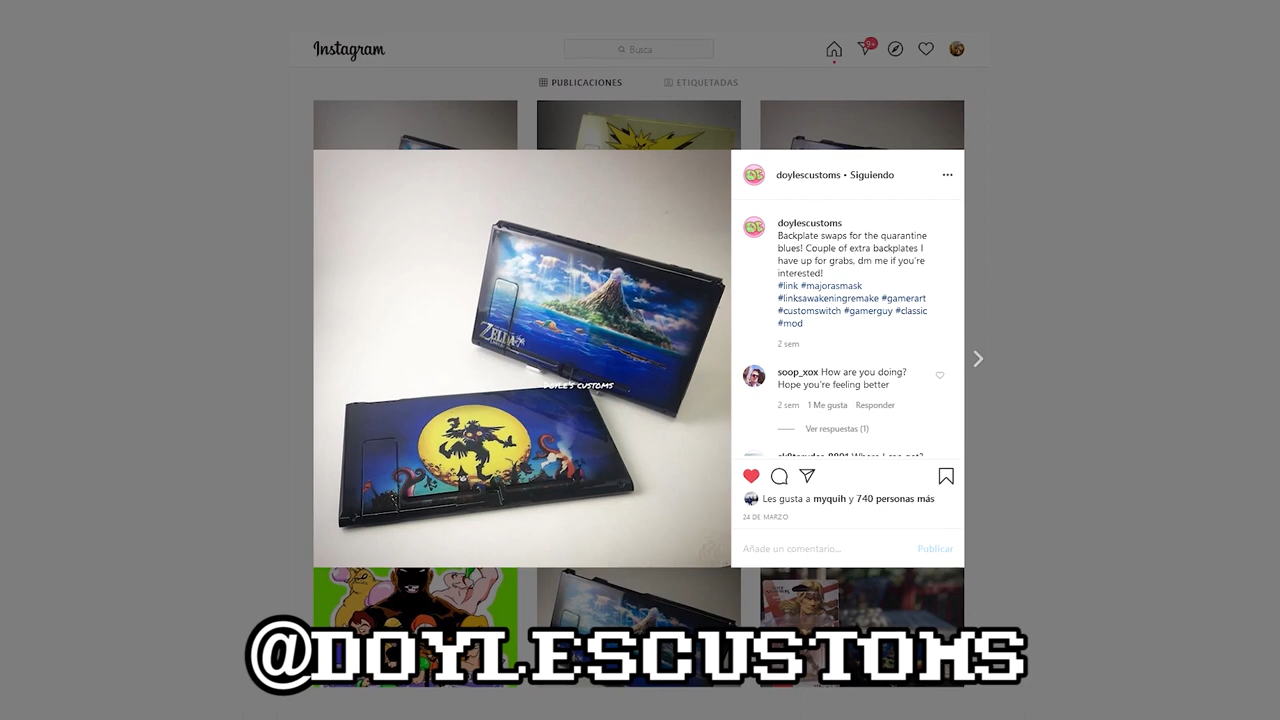 Instagram
Busca
9+
PUBLICACIONES
ETIQUETADAS
doylescustoms • Siguiendo
doylescustoms
Backplate swaps for the quarantine
blues! Couple of extra backplates I
have up for grabs, dm me if you're
interested!
#link #majorasmask
#linksawakeningremake #gamerart
#customswitch #gamerguy #classic
#mod
2 sem
soop_xox How are you doing?
Hope you're feeling better
2 sem 1 Me gusta Responder
Ver respuestas (1)
Les gusta a myquih y 740 personas más
24 DE MARZO
Añade un comentario...
Publicar
ZELDA
DOYLE'S CUSTOMS
@DOYLESCUSTOMS